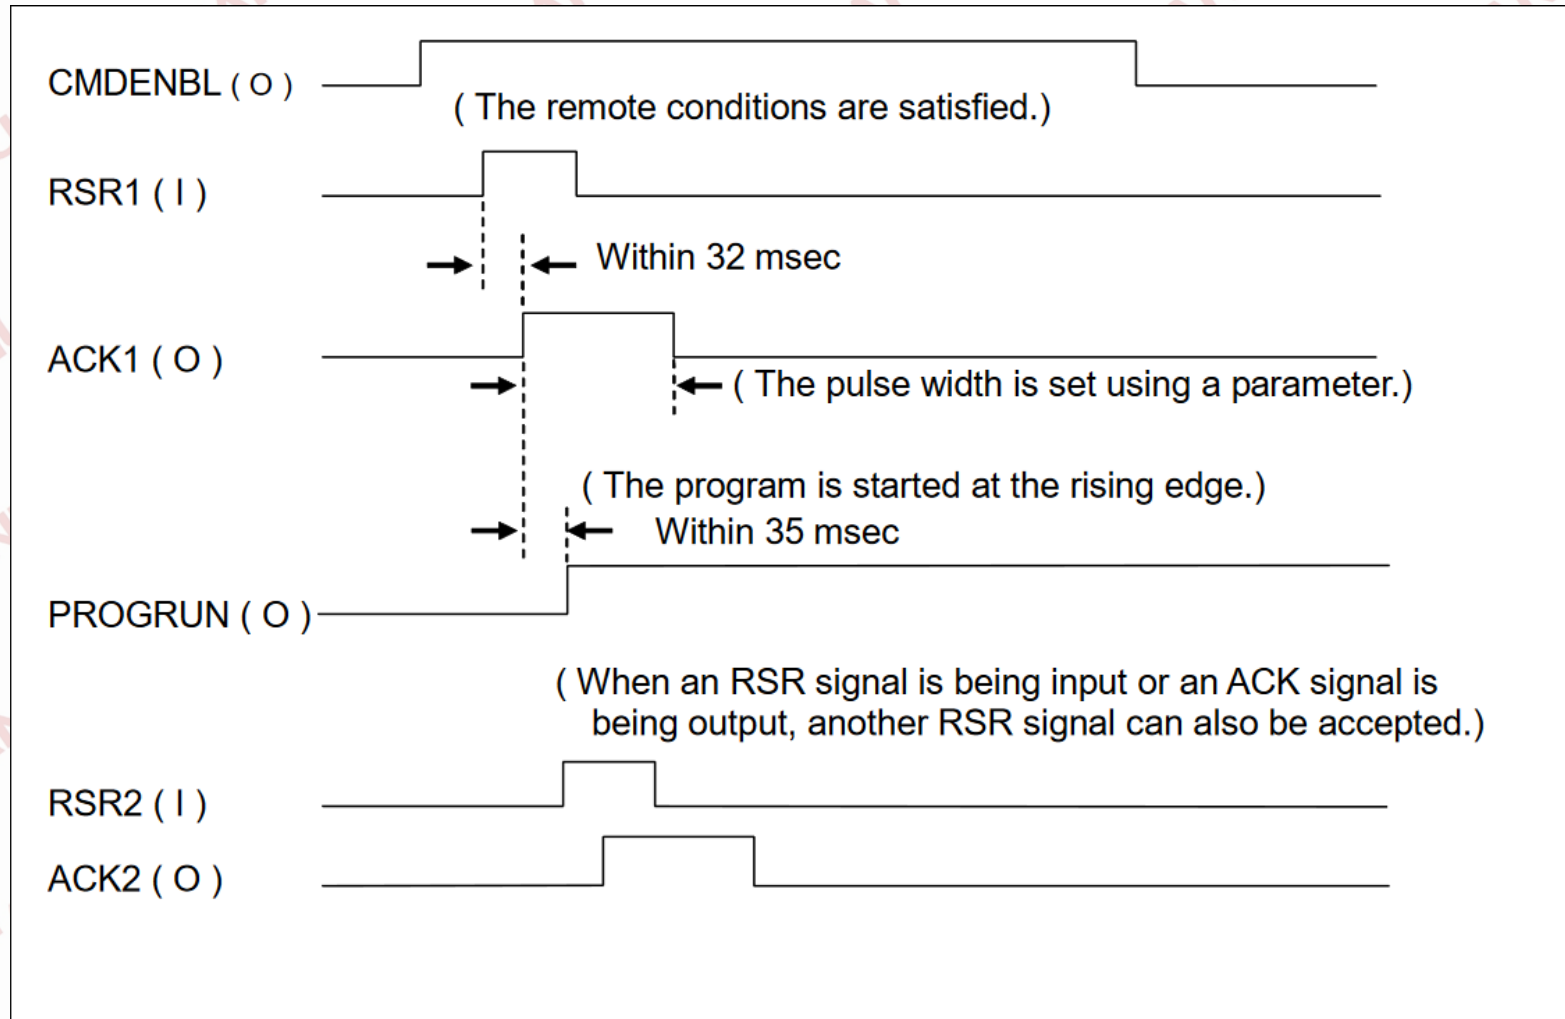 CMDENBL ( O )
( The remote conditions are satisfied.)
RSR1 ( I )
Within 32 msec
ACK1 ( O )
( The pulse width is set using a parameter.)
( The program is started at the rising edge.)
Within 35 msec
PROGRUN ( O )
( When an RSR signal is being input or an ACK signal is
being output, another RSR signal can also be accepted.)
RSR2 ( I )
ACK2 ( O )